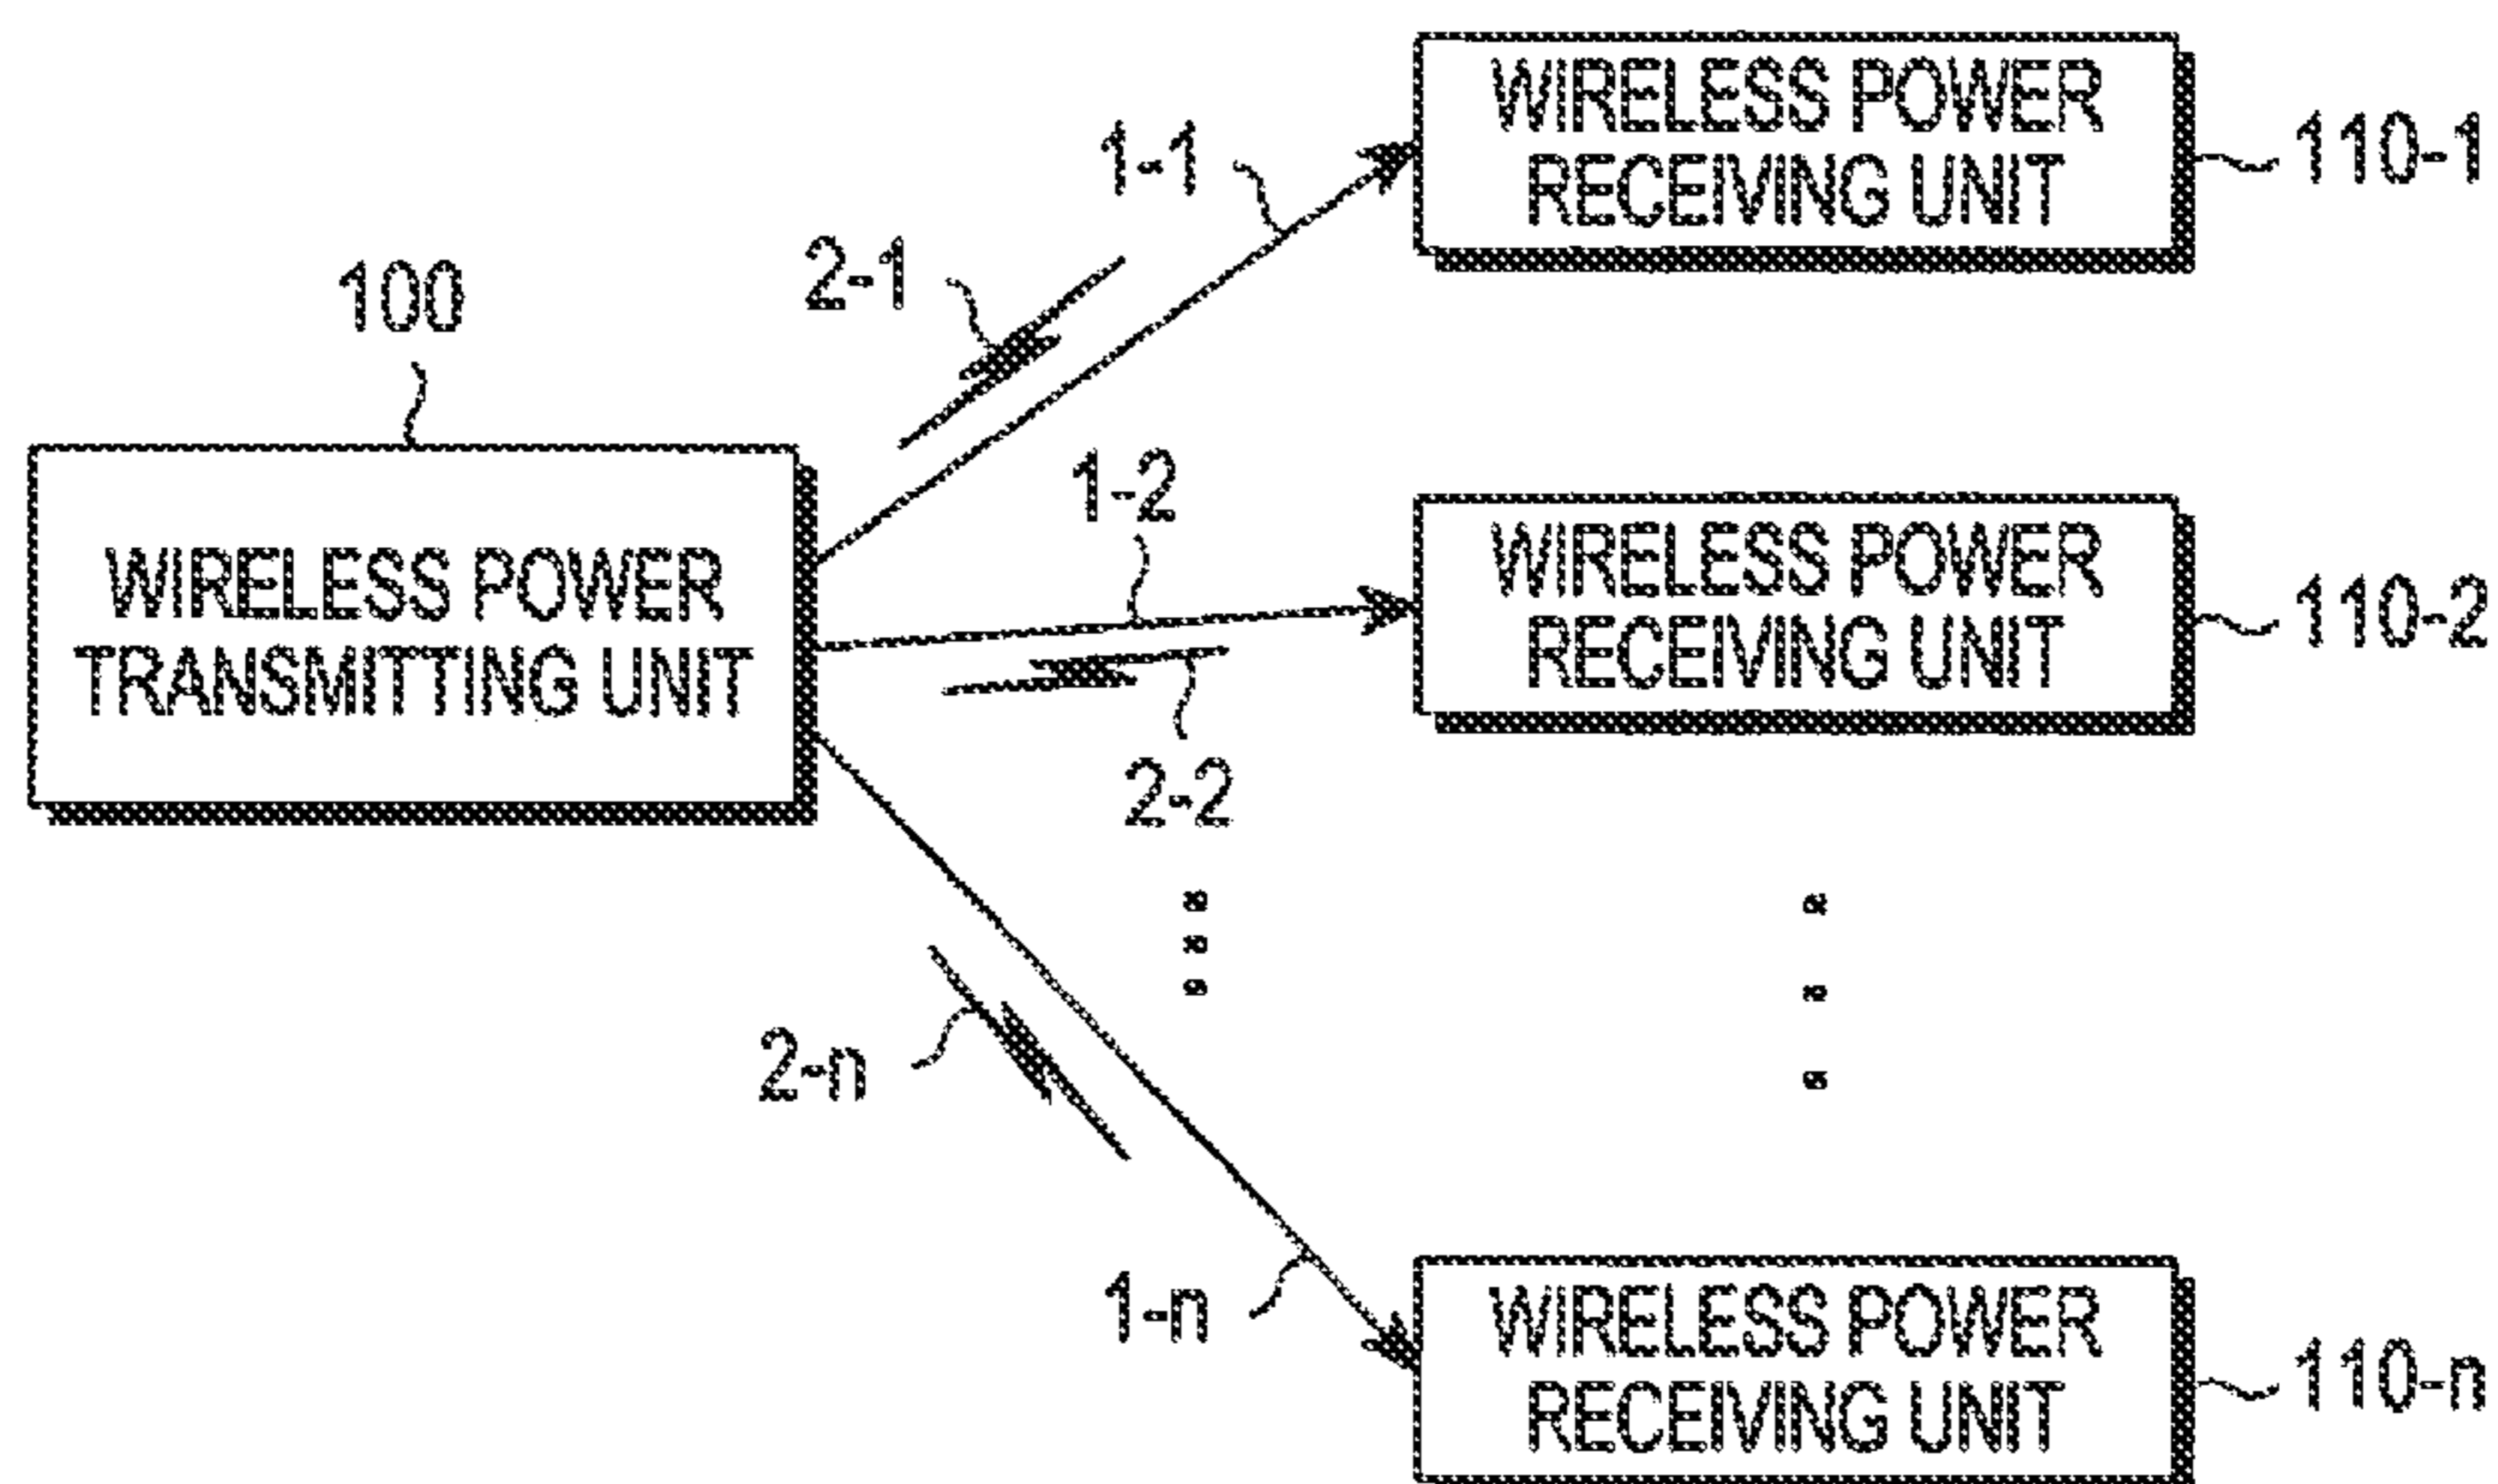 WIRELESS POWER
RECEIVING UNIT
110-1
1-1
2-1
100
WIRELESS POWER
TRANSMITTING UNIT
1-2
WIRELESS POWER
RECEIVING UNIT
110-2
2-2
2-n
1-n
WIRELESS POWER
RECEIVING UNIT
110-n